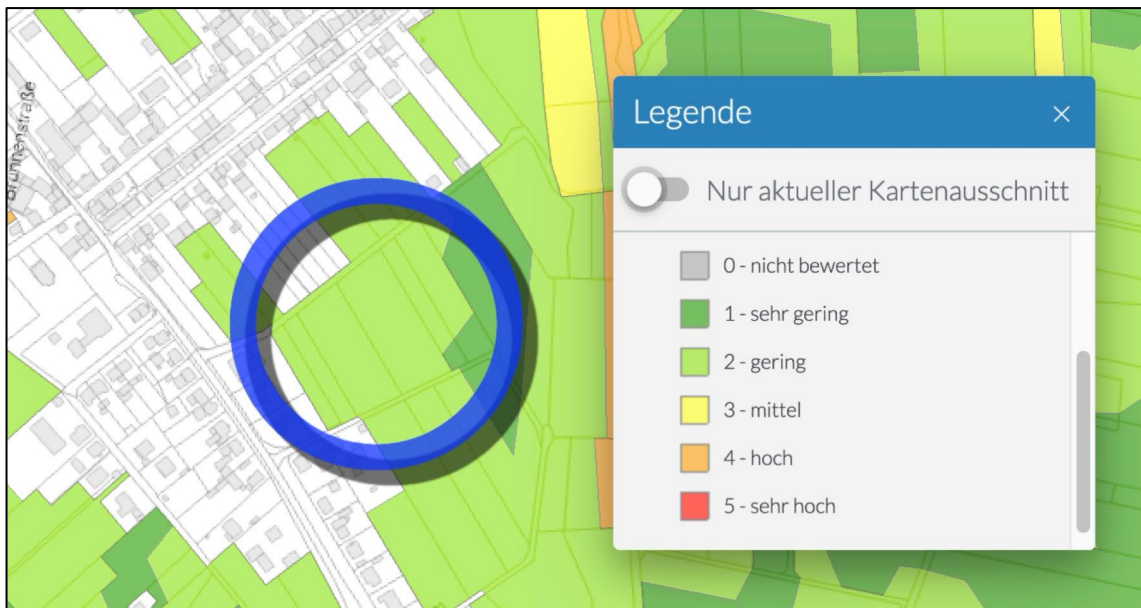 Brunnenstraße
Legende
Nur aktueller Kartenausschnitt
0 - nicht bewertet
1 - sehr gering
2 - gering
3 - mittel
4 - hoch
5 - sehr hoch